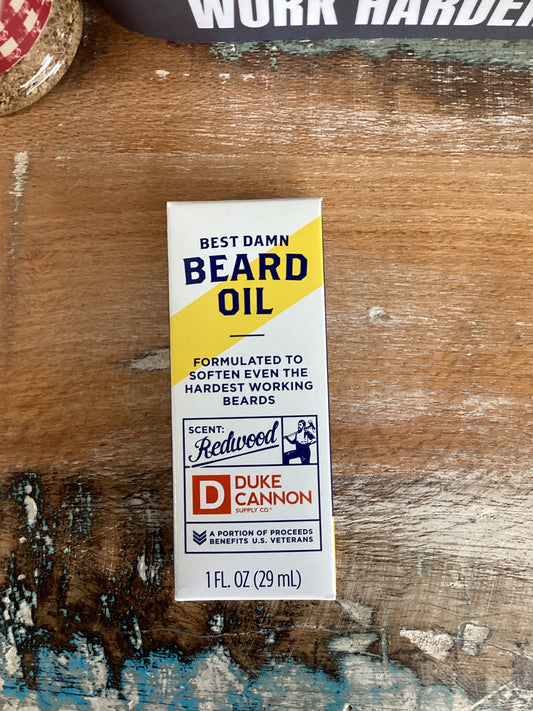 WORK HARDER
BEST DAMN
BEARD
OIL
FORMULATED TO
SOFTEN EVEN THE
HARDEST WORKING
BEARDS
SCENT:
Redwood
D DUKE
CANNON
SUPPLY CO.®
A PORTION OF PROCEEDS
BENEFITS U.S. VETERANS
1 FL. OZ (29 mL)